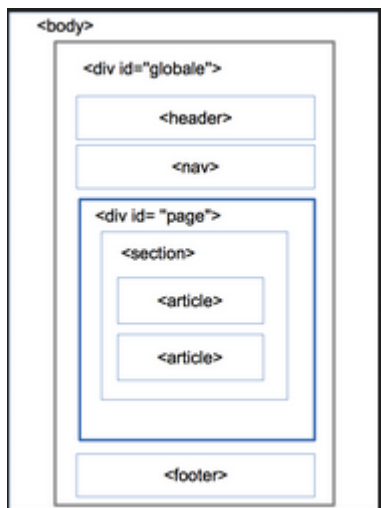 <body>
<div id="globale">
<header>
<nav>
<div id= "page">
<section>
<article>
<article>
<footer>